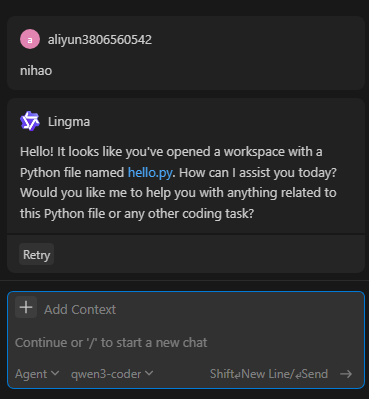 a aliyun3806560542
nihao
Lingma
Hello! It looks like you've opened a workspace with a
Python file named hello.py. How can I assist you today?
Would you like me to help you with anything related to
this Python file or any other coding task?
Retry
+ Add Context
Continue or '/' to start a new chat
Agent qwen3-coder Shift↵New Line/↵Send →